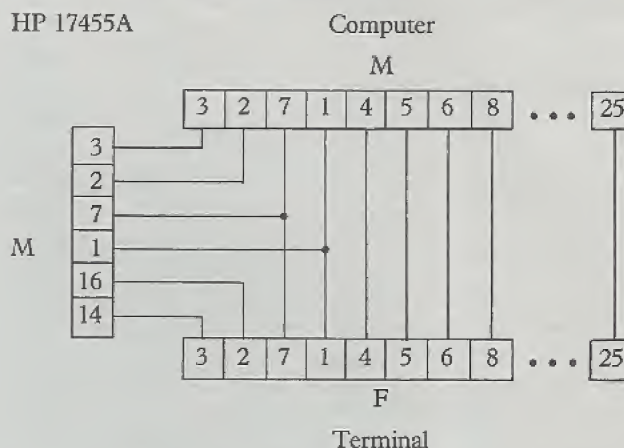 HP 17455A Computer
M
3 2 7 1 4 5 6 8 • • • 25
3
2
7
M 1
16
14
3 2 7 1 4 5 6 8 • • • 25
F
Terminal